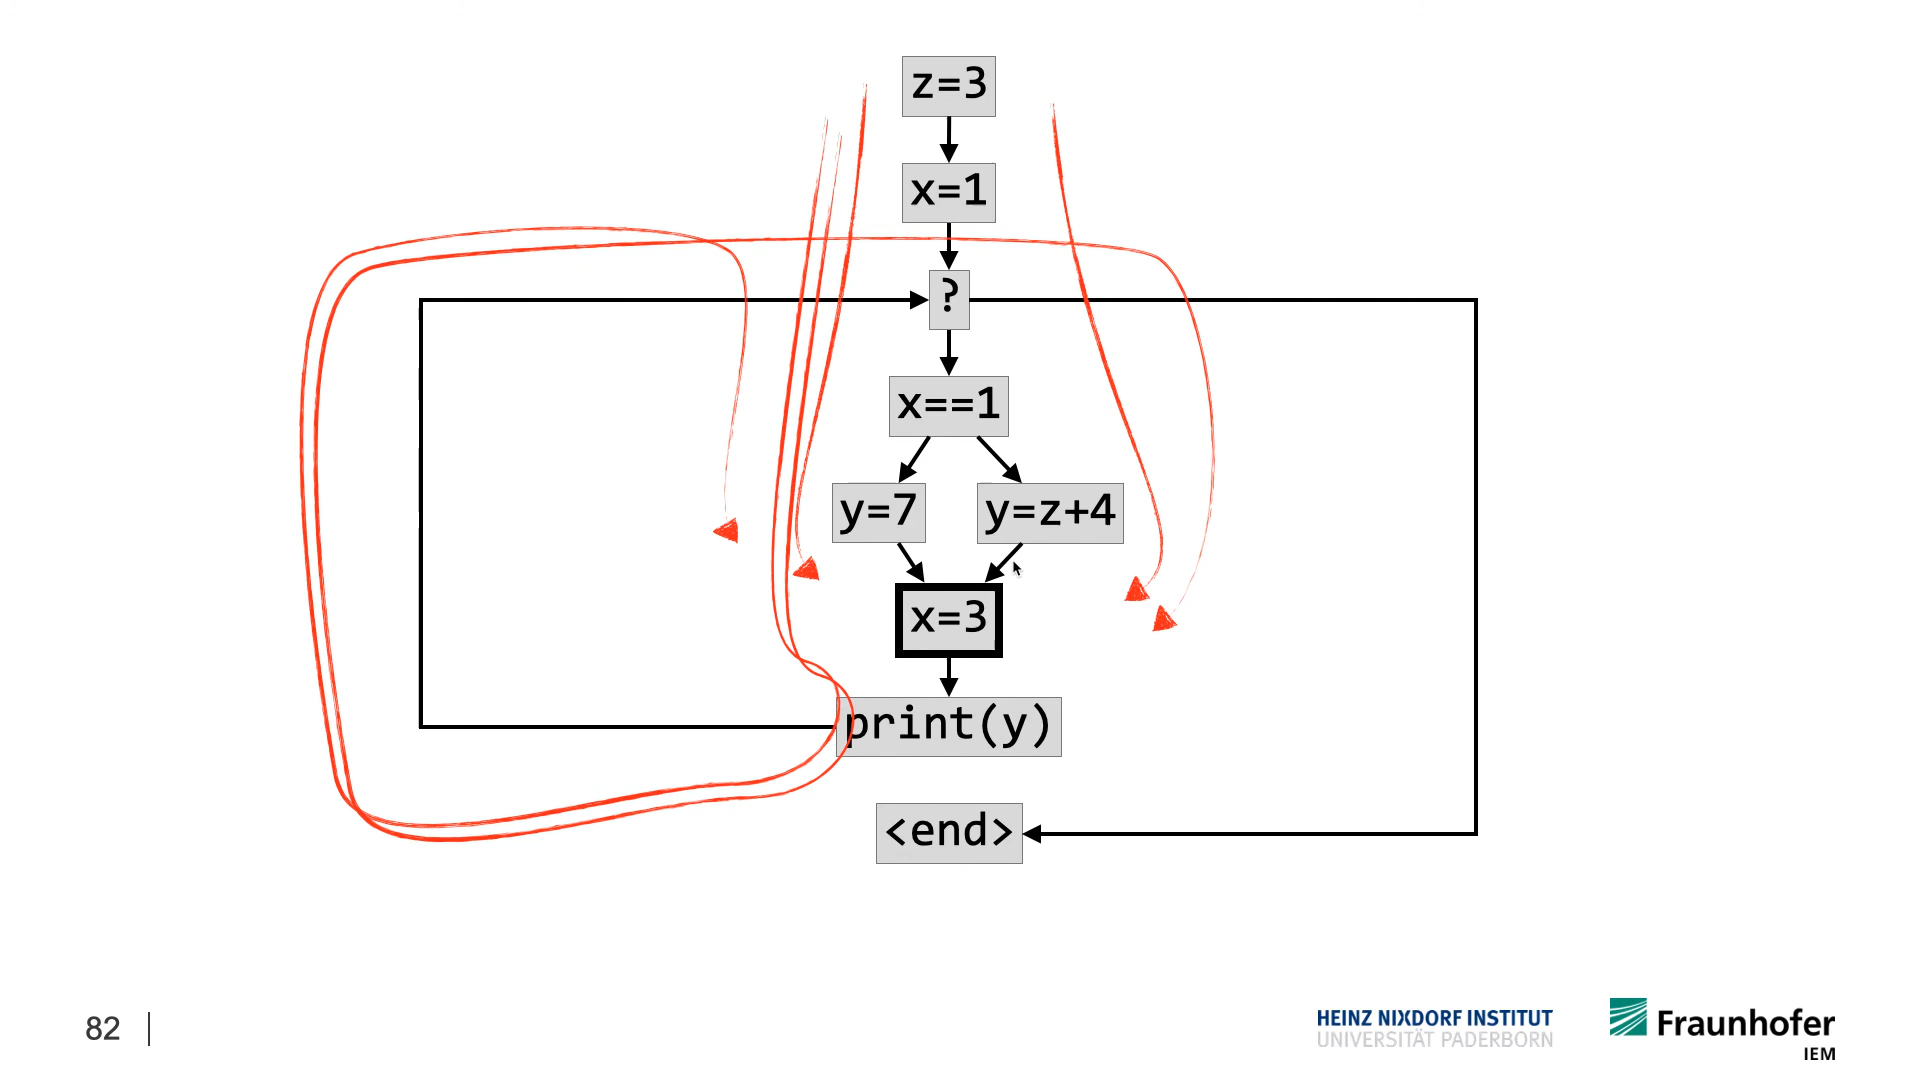 z=3
x=1
?
x==1
y=7
y=z+4
x=3
print(y)
<end>
82
HEINZ NIXDORF INSTITUT
UNIVERSITÄT PADERBORN
Fraunhofer
IEM